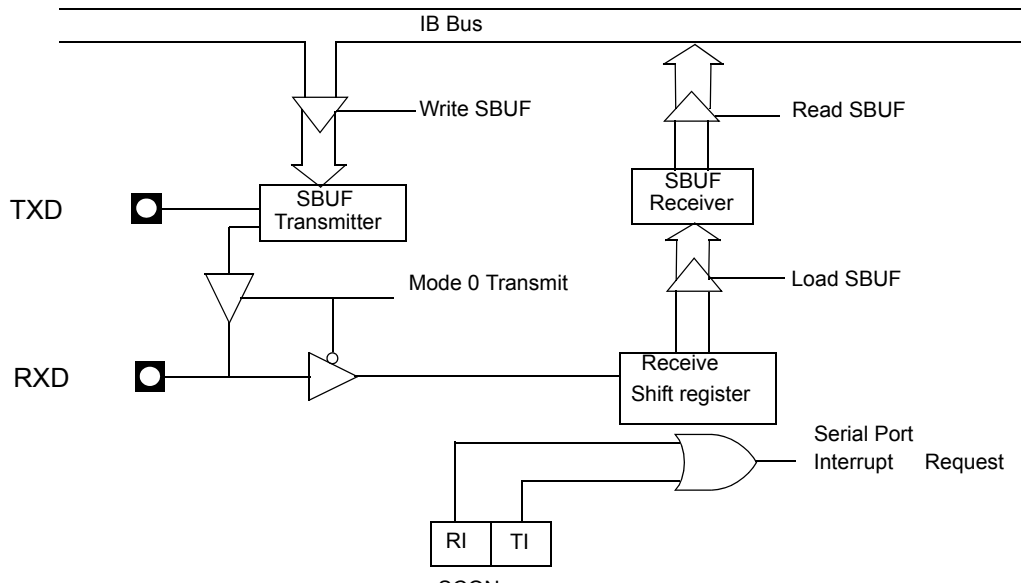 IB Bus
Write SBUF
Read SBUF
TXD
SBUF
Transmitter
SBUF
Receiver
Mode 0 Transmit
Load SBUF
RXD
Receive
Shift register
Serial Port
Interrupt Request
RI TI